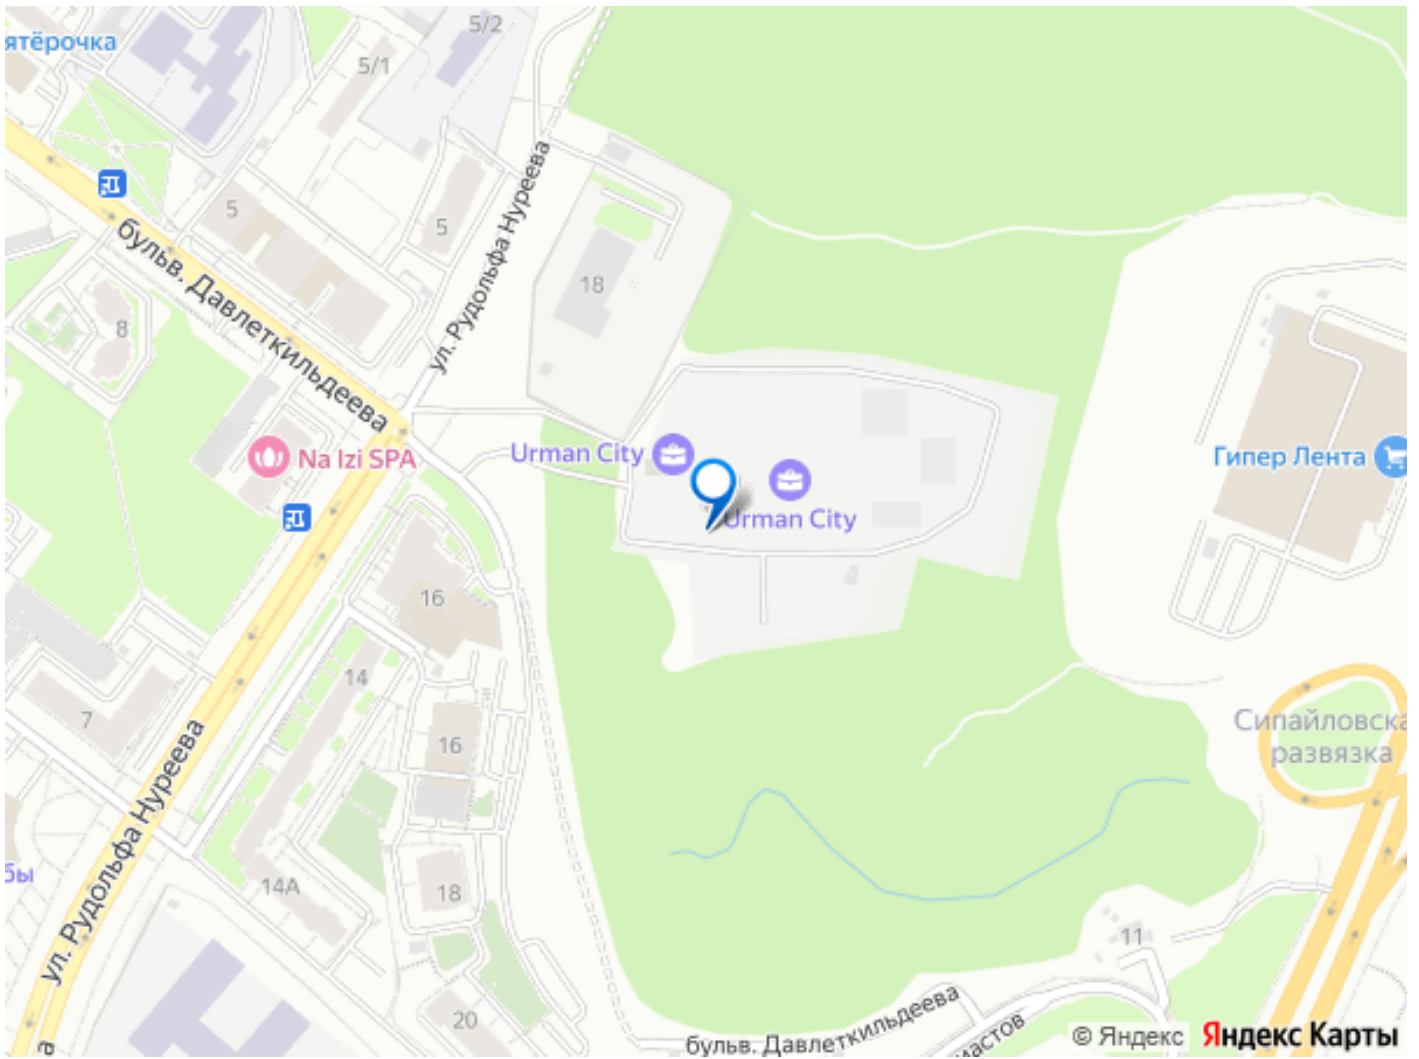 5/2
ятёрочка
5/1
5
5
ул. Рудольфа Нуреева
бульв. Давлеткильдеева
18
8
Urman City
Na Izi SPA
Гипер Лента
Urman City
16
14
7
16
Сипайловска
развязка
ул. Рудольфа Нуреева
бы
14А
18
11
20
бульв. Давлеткильдеева
иастов
а
© Яндекс Яндекс Карты